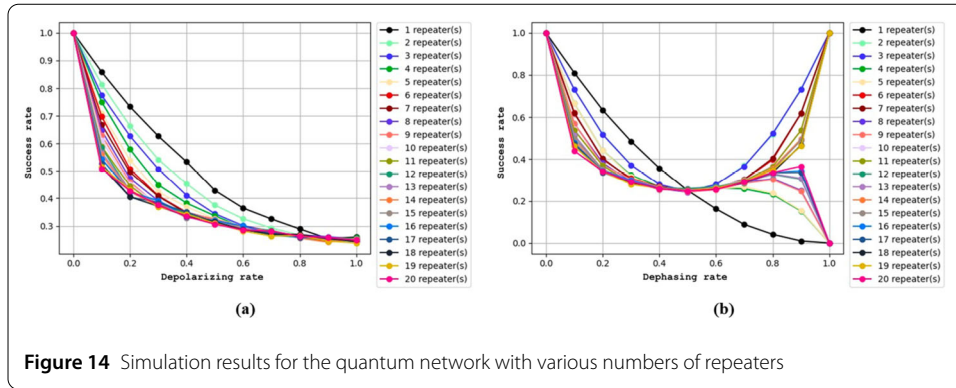 1.0
0.9
0.8
0.7
0.6
0.5
0.4
0.3
Success rate
0.0 0.2 0.4 0.6 0.8 1.0
Depolarizing rate
1 repeater(s)
2 repeater(s)
3 repeater(s)
4 repeater(s)
5 repeater(s)
6 repeater(s)
7 repeater(s)
8 repeater(s)
9 repeater(s)
10 repeater(s)
11 repeater(s)
12 repeater(s)
13 repeater(s)
14 repeater(s)
15 repeater(s)
16 repeater(s)
17 repeater(s)
18 repeater(s)
19 repeater(s)
20 repeater(s)
(a)
1.0
0.8
0.6
0.4
0.2
0.0
Success rate
0.0 0.2 0.4 0.6 0.8 1.0
Dephasing rate
1 repeater(s)
2 repeater(s)
3 repeater(s)
4 repeater(s)
5 repeater(s)
6 repeater(s)
7 repeater(s)
8 repeater(s)
9 repeater(s)
10 repeater(s)
11 repeater(s)
12 repeater(s)
13 repeater(s)
14 repeater(s)
15 repeater(s)
16 repeater(s)
17 repeater(s)
18 repeater(s)
19 repeater(s)
20 repeater(s)
(b)
Figure 14 Simulation results for the quantum network with various numbers of repeaters